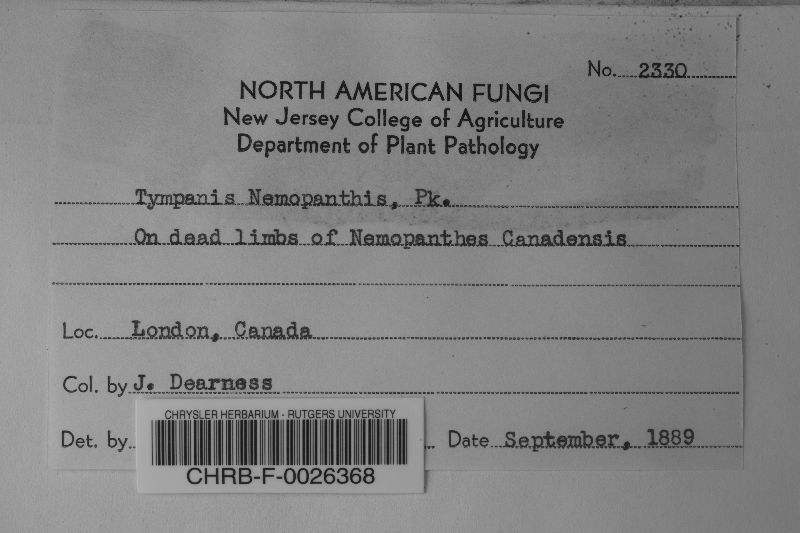 No. 2330
NORTH AMERICAN FUNGI
New Jersey College of Agriculture
Department of Plant Pathology
Tympanis Nemopanthis, Pk.
On dead limbs of Nemopanthes Canadensis
Loc. London, Canada
Col. by J. Dearness
Det. by Date September, 1889
CHRYSLER HERBARIUM - RUTGERS UNIVERSITY
CHRB-F-0026368